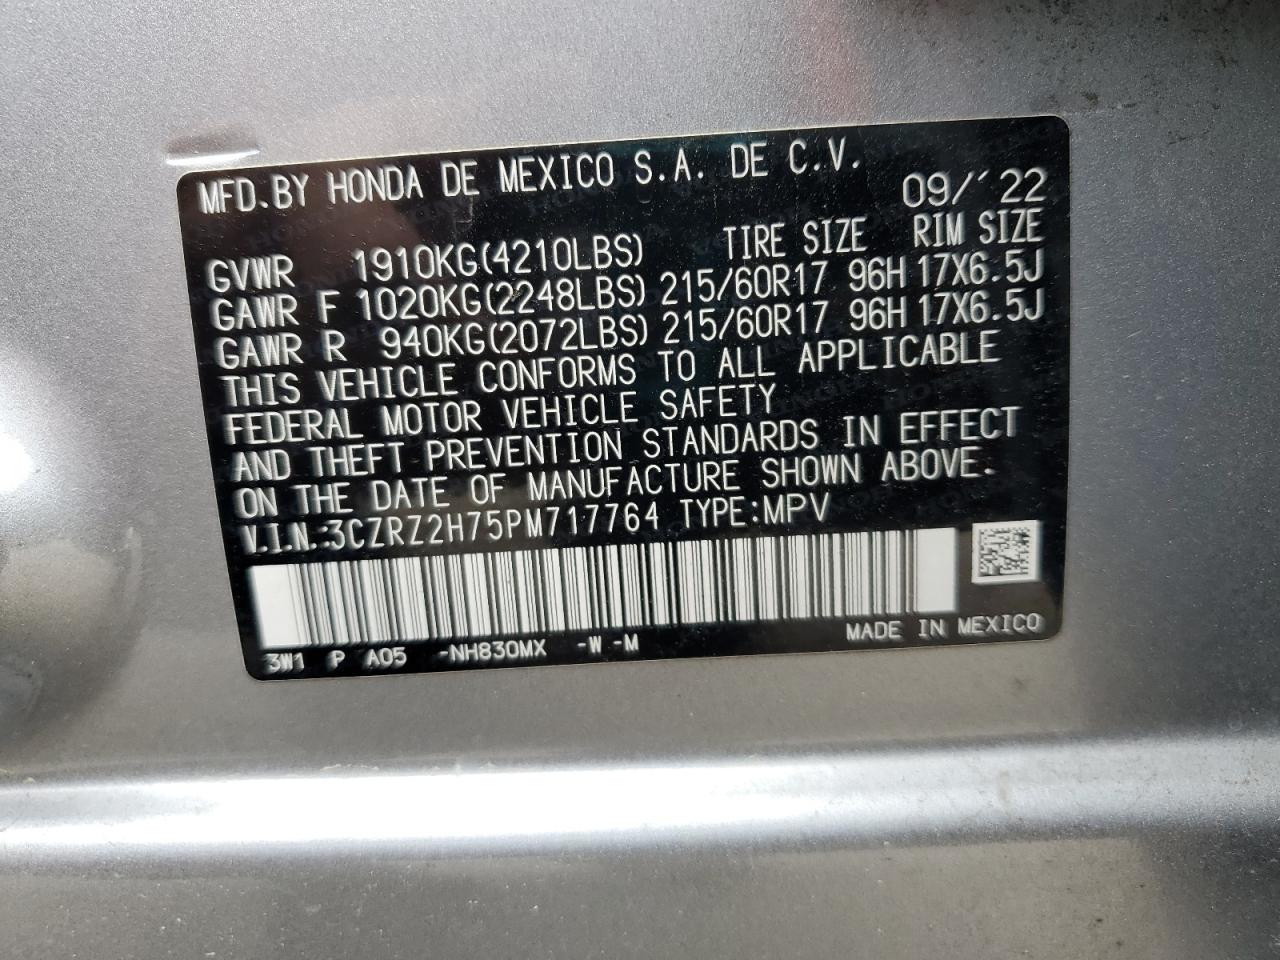 MFD.BY HONDA DE MEXICO S.A. DE C.V.
09/'22
GVWR 1910KG(4210LBS) TIRE SIZE RIM SIZE
GAWR F 1020KG(2248LBS) 215/60R17 96H 17X6.5J
GAWR R 940KG(2072LBS) 215/60R17 96H 17X6.5J
THIS VEHICLE CONFORMS TO ALL APPLICABLE
FEDERAL MOTOR VEHICLE SAFETY
AND THEFT PREVENTION STANDARDS IN EFFECT
ON THE DATE OF MANUFACTURE SHOWN ABOVE.
V.I.N.:3CZRZ2H75PM717764 TYPE:MPV
MADE IN MEXICO
3W1 P A05 -NH830MX -W -M